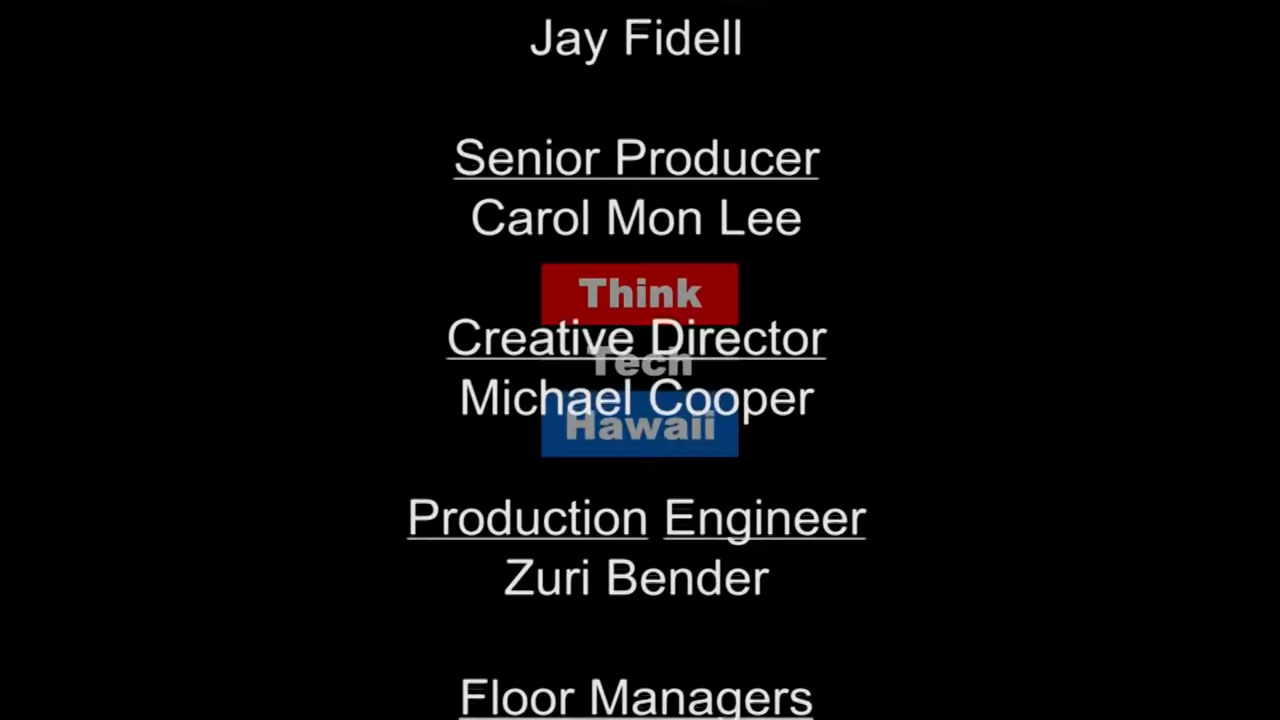 Jay Fidell
Senior Producer
Carol Mon Lee
Think
Creative Director
Tech
Michael Cooper
Hawaii
Production Engineer
Zuri Bender
Floor Managers